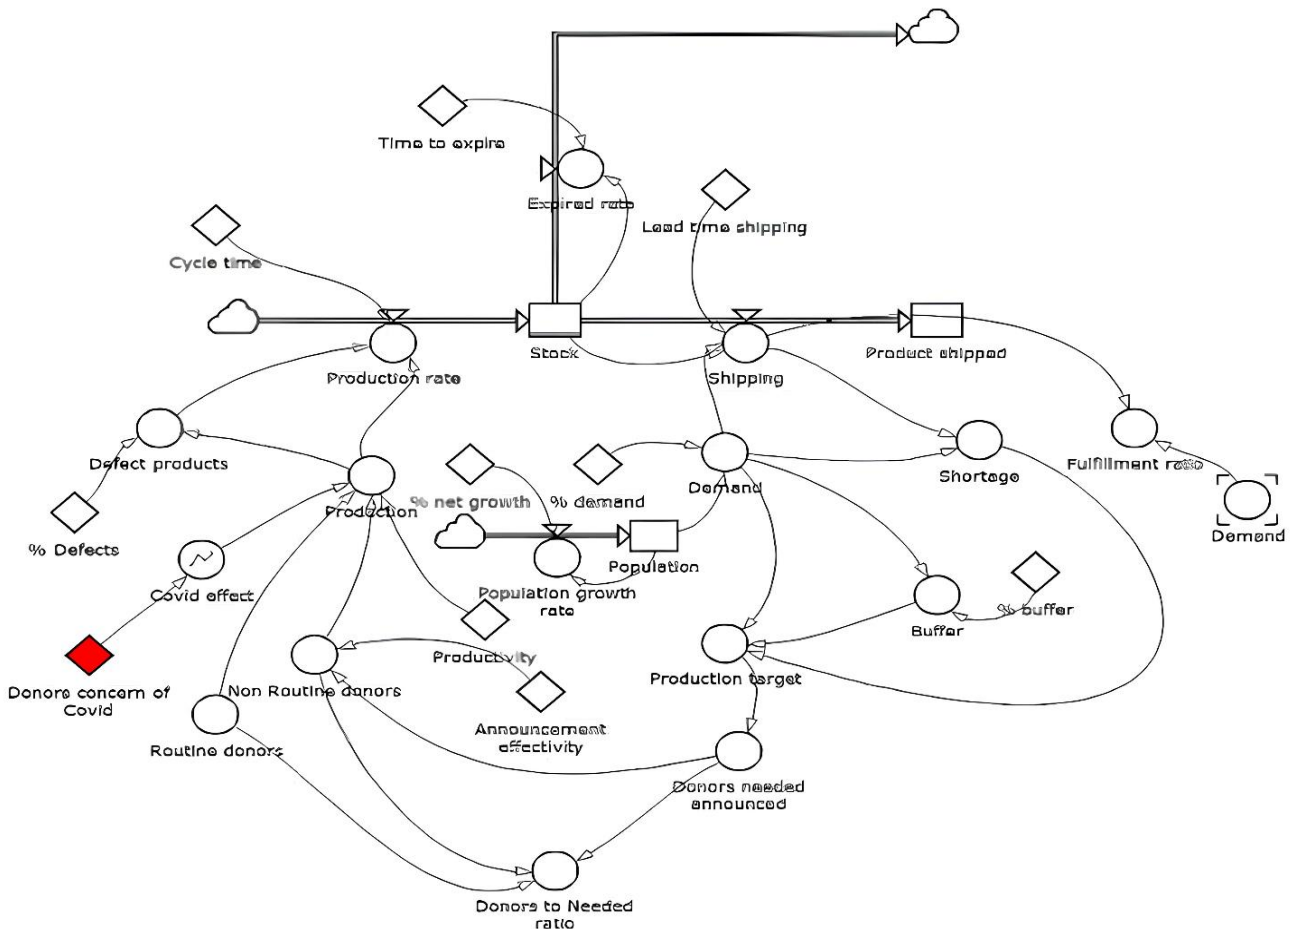 Time to expire
Expired rate
Lead time shipping
Cycle time
Stock
Product shipped
Production rate
Shipping
Defect products
Fulfillment ratio
Shortage
Demand
% net growth
% demand
Production
Demand
% Defects
Population
Covid effect
Population growth
rate
% buffer
Buffer
Productivity
Donors concern of
Covid
Non Routine donors
Production target
Routine donors
Announcement
effectivity
Donors needed
announced
Donors to Needed
ratio